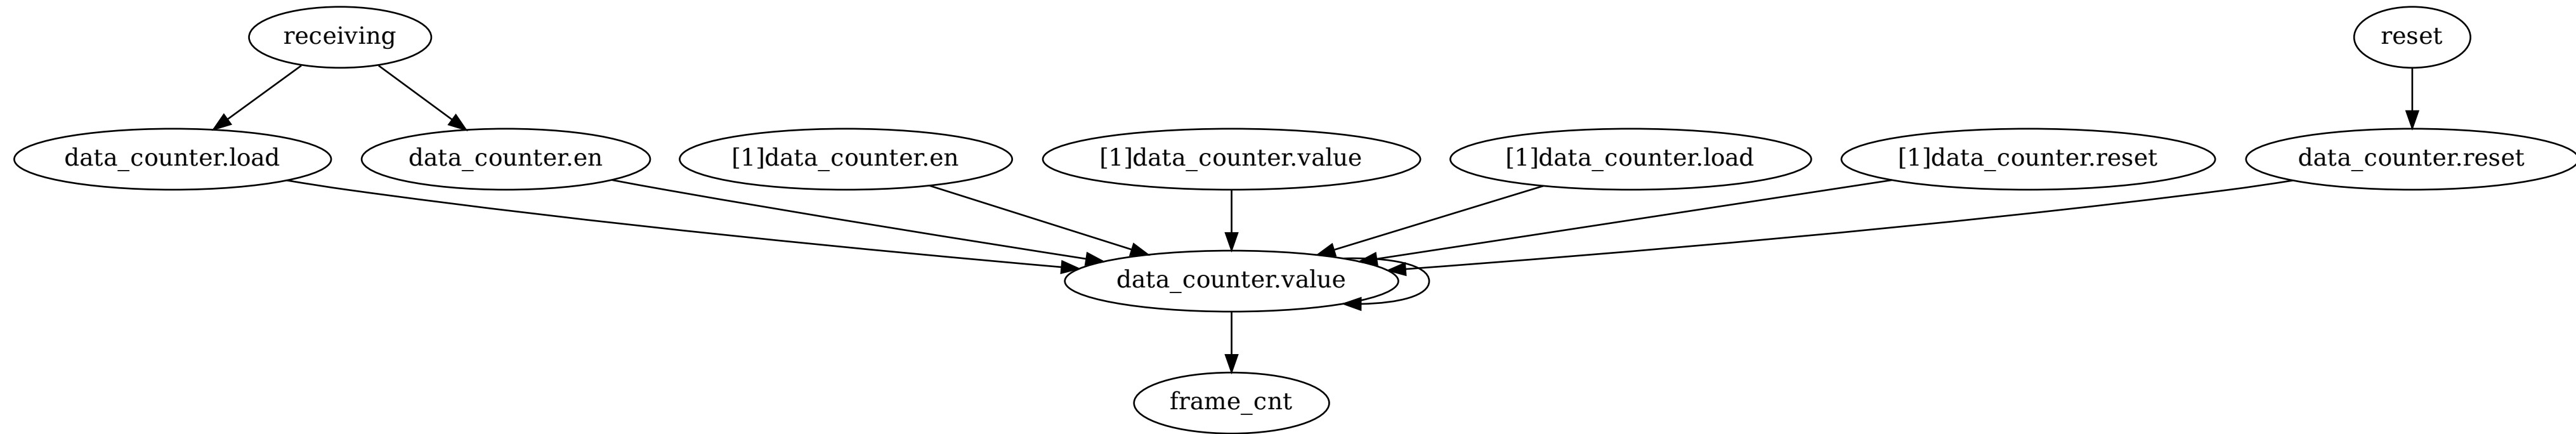 receiving
reset
data_counter.load
data_counter.en
[1]data_counter.en
[1]data_counter.value
[1]data_counter.load
[1]data_counter.reset
data_counter.reset
data_counter.value
frame_cnt